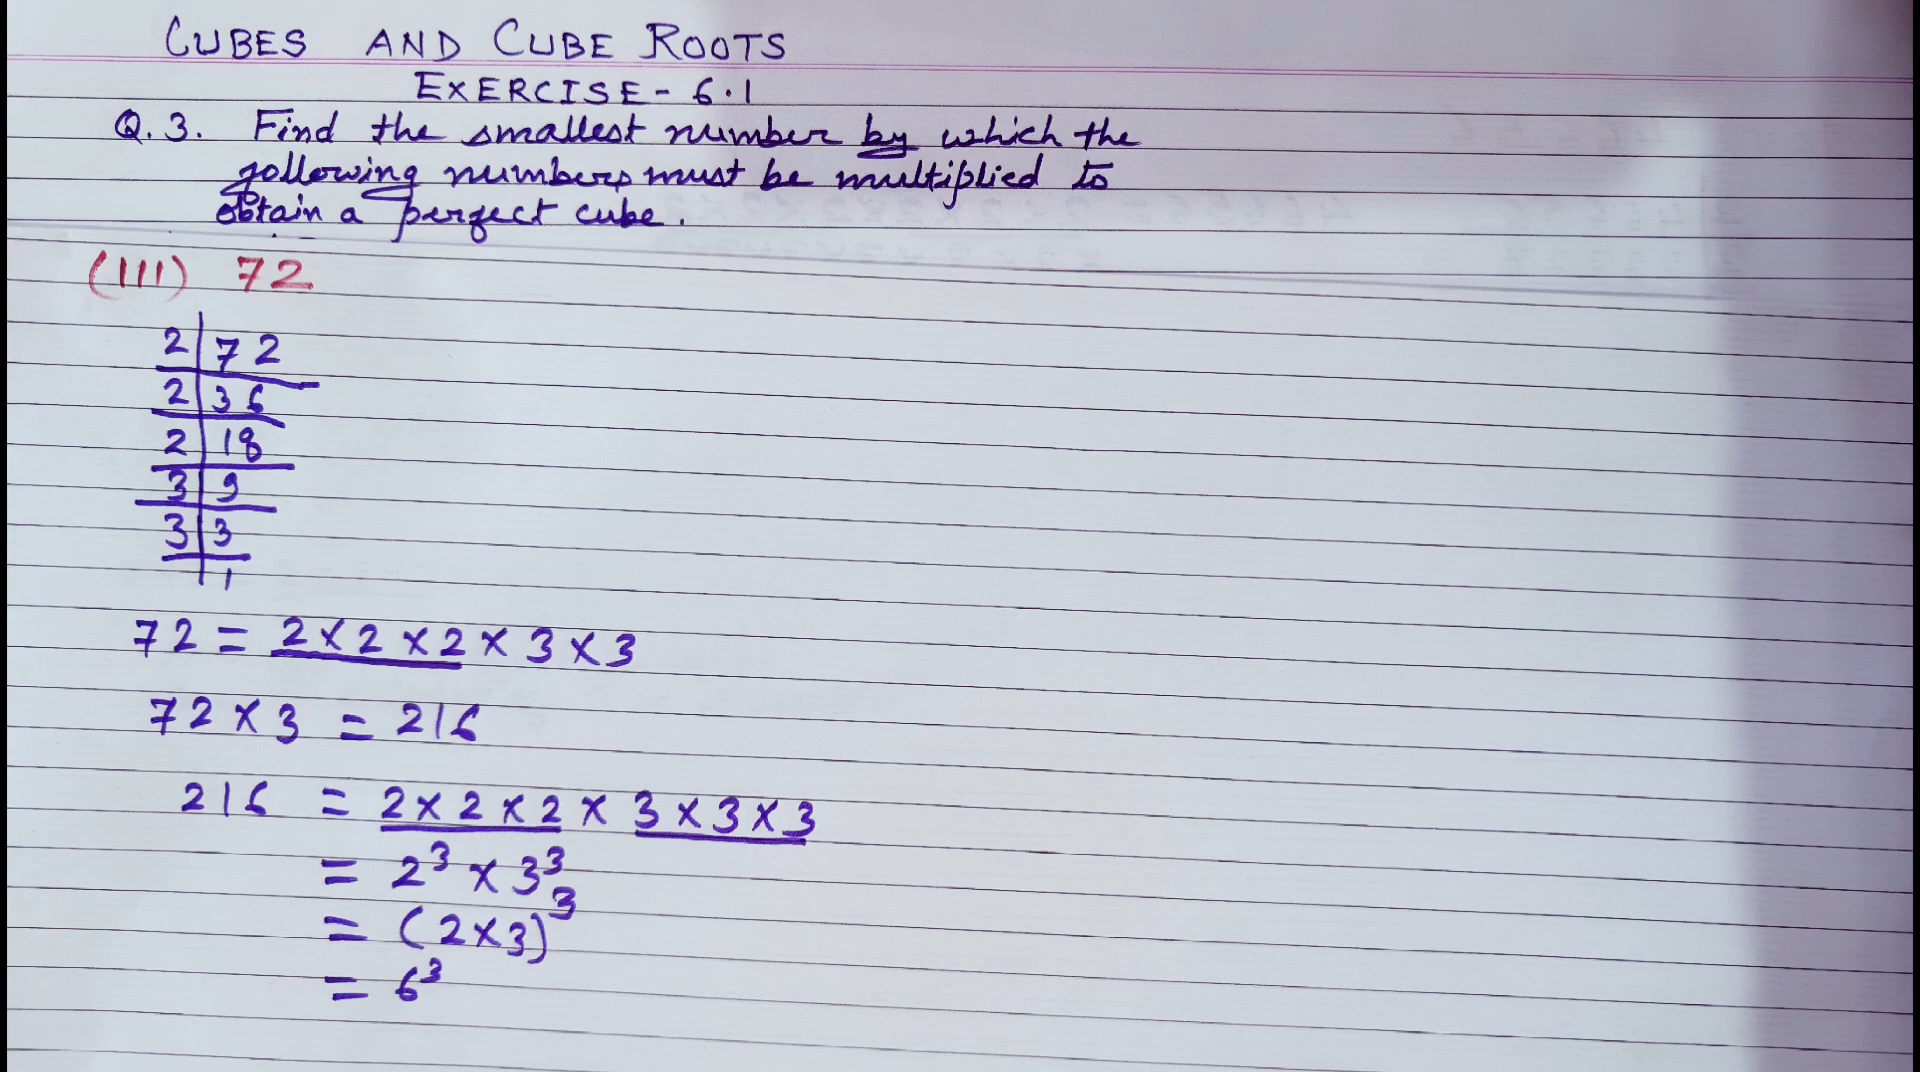 CUBES AND CUBE ROOTS
EXERCISE - 6.1
Q. 3. Find the smallest number by which the
following numbers must be multiplied to
obtain a perfect cube.
(III) 72
2 | 72
2 | 36
2 | 18
3 | 9
3 | 3
| 1
72 = 2 × 2 × 2 × 3 × 3
72 × 3 = 216
216 = 2 × 2 × 2 × 3 × 3 × 3
= 2³ × 3³
= (2×3)³
= 6³